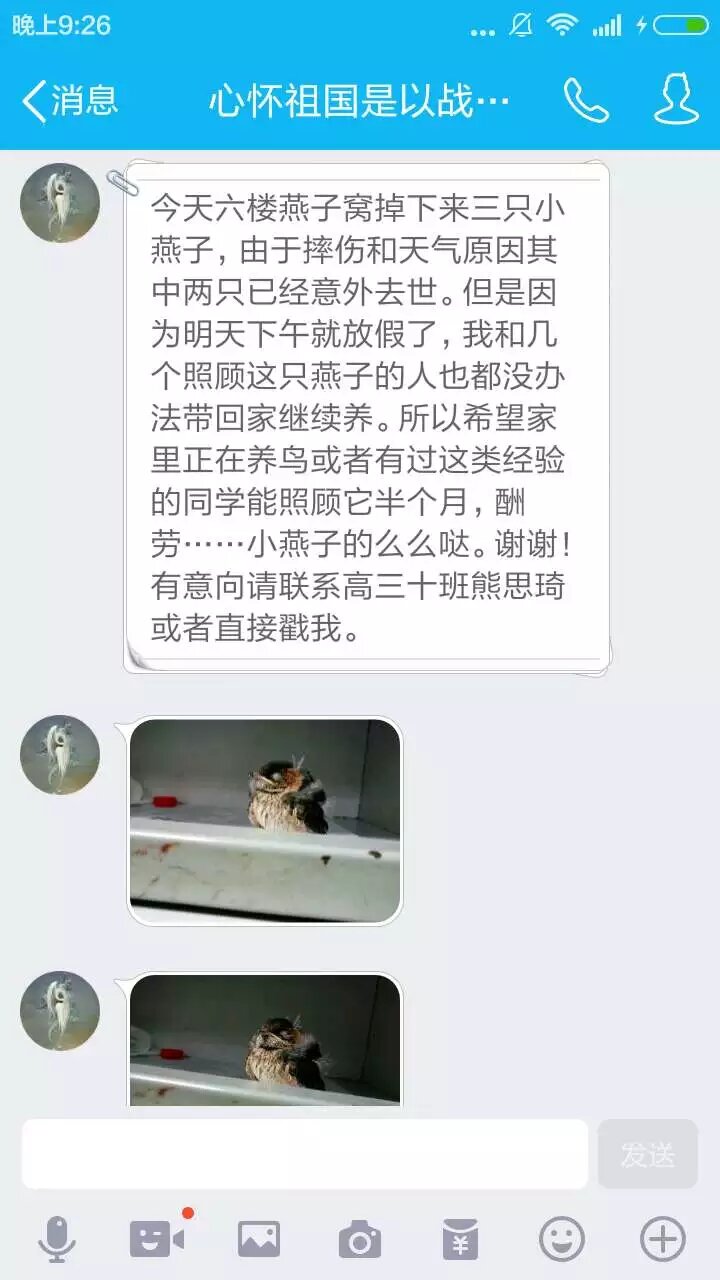 晚上9:26
消息
心怀祖国是以战…
今天六楼燕子窝掉下来三只小
燕子，由于摔伤和天气原因其
中两只已经意外去世。但是因
为明天下午就放假了，我和几
个照顾这只燕子的人也都没办
法带回家继续养。所以希望家
里正在养鸟或者有过这类经验
的同学能照顾它半个月，酬
劳……小燕子的么么哒。谢谢！
有意向请联系高三十班熊思琦
或者直接戳我。
发送
¥